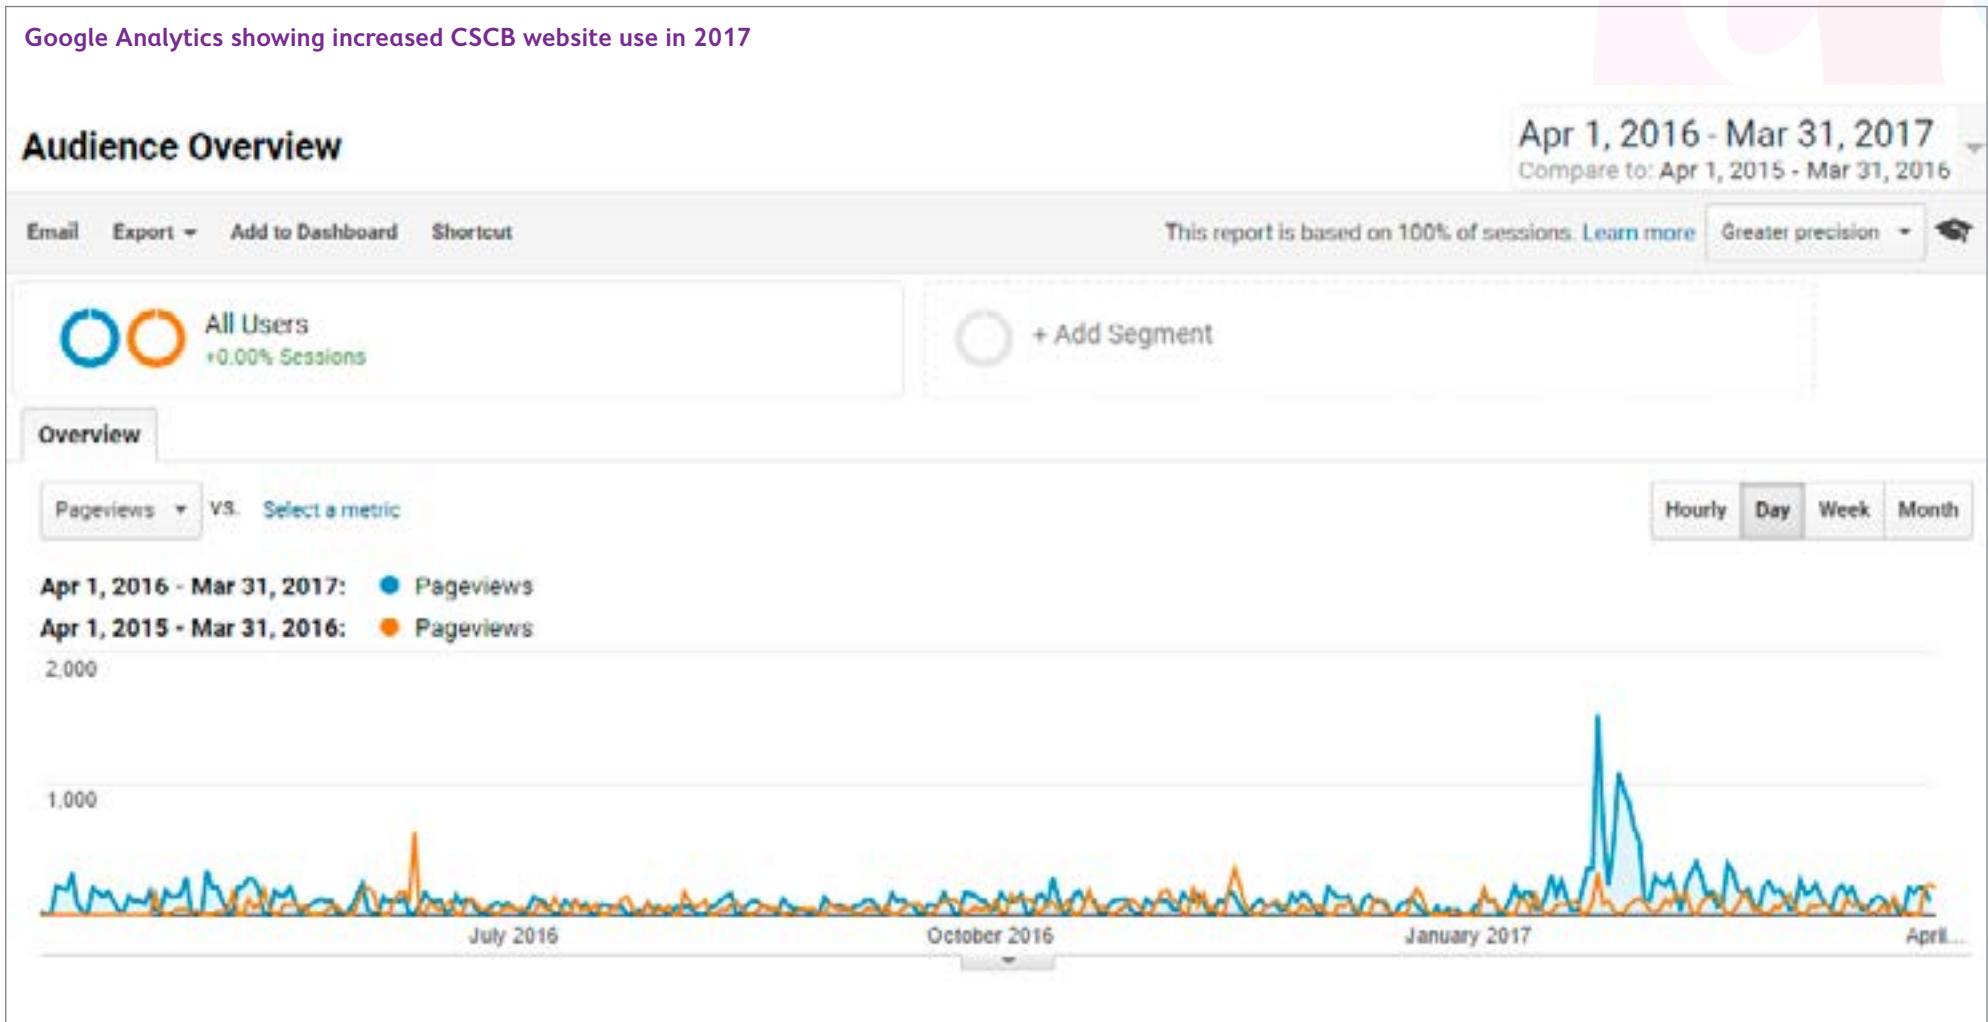 Google Analytics showing increased CSCB website use in 2017
Audience Overview
Apr 1, 2016 - Mar 31, 2017
Compare to: Apr 1, 2015 - Mar 31, 2016
Email Export Add to Dashboard Shortcut
This report is based on 100% of sessions. Learn more Greater precision
All Users
+0.00% Sessions
+ Add Segment
Overview
Pageviews VS. Select a metric
Hourly Day Week Month
Apr 1, 2016 - Mar 31, 2017: Pageviews
Apr 1, 2015 - Mar 31, 2016: Pageviews
2,000
1,000
July 2016 October 2016 January 2017 April...